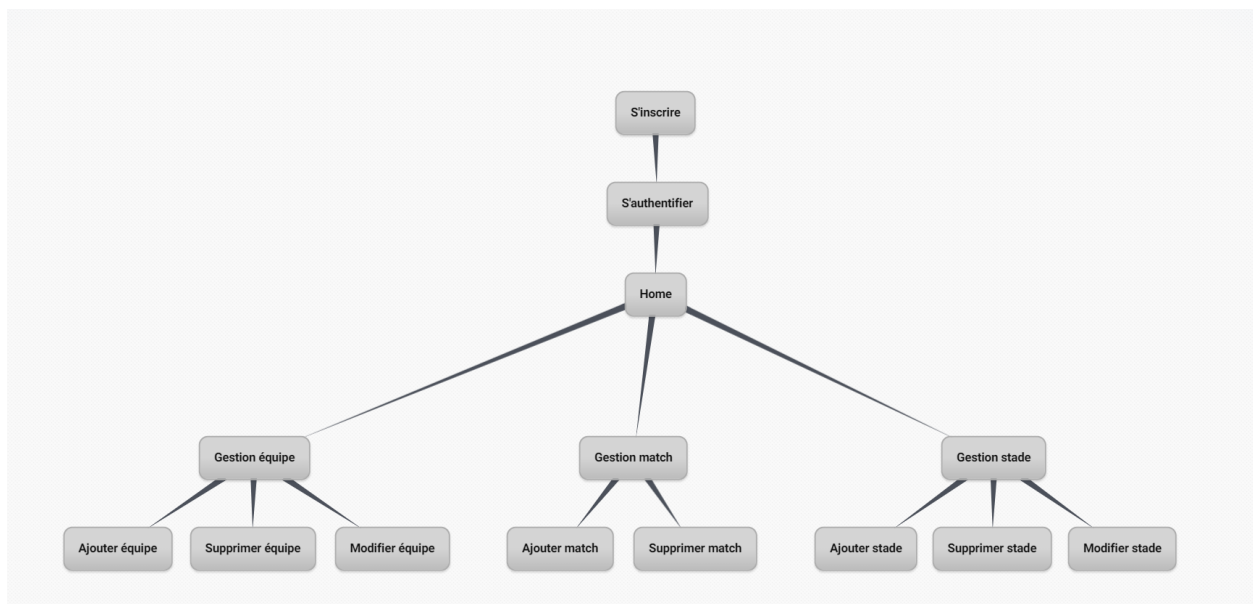 S'inscrire
S'authentifier
Home
Gestion équipe
Gestion match
Gestion stade
Ajouter équipe
Supprimer équipe
Modifier équipe
Ajouter match
Supprimer match
Ajouter stade
Supprimer stade
Modifier stade